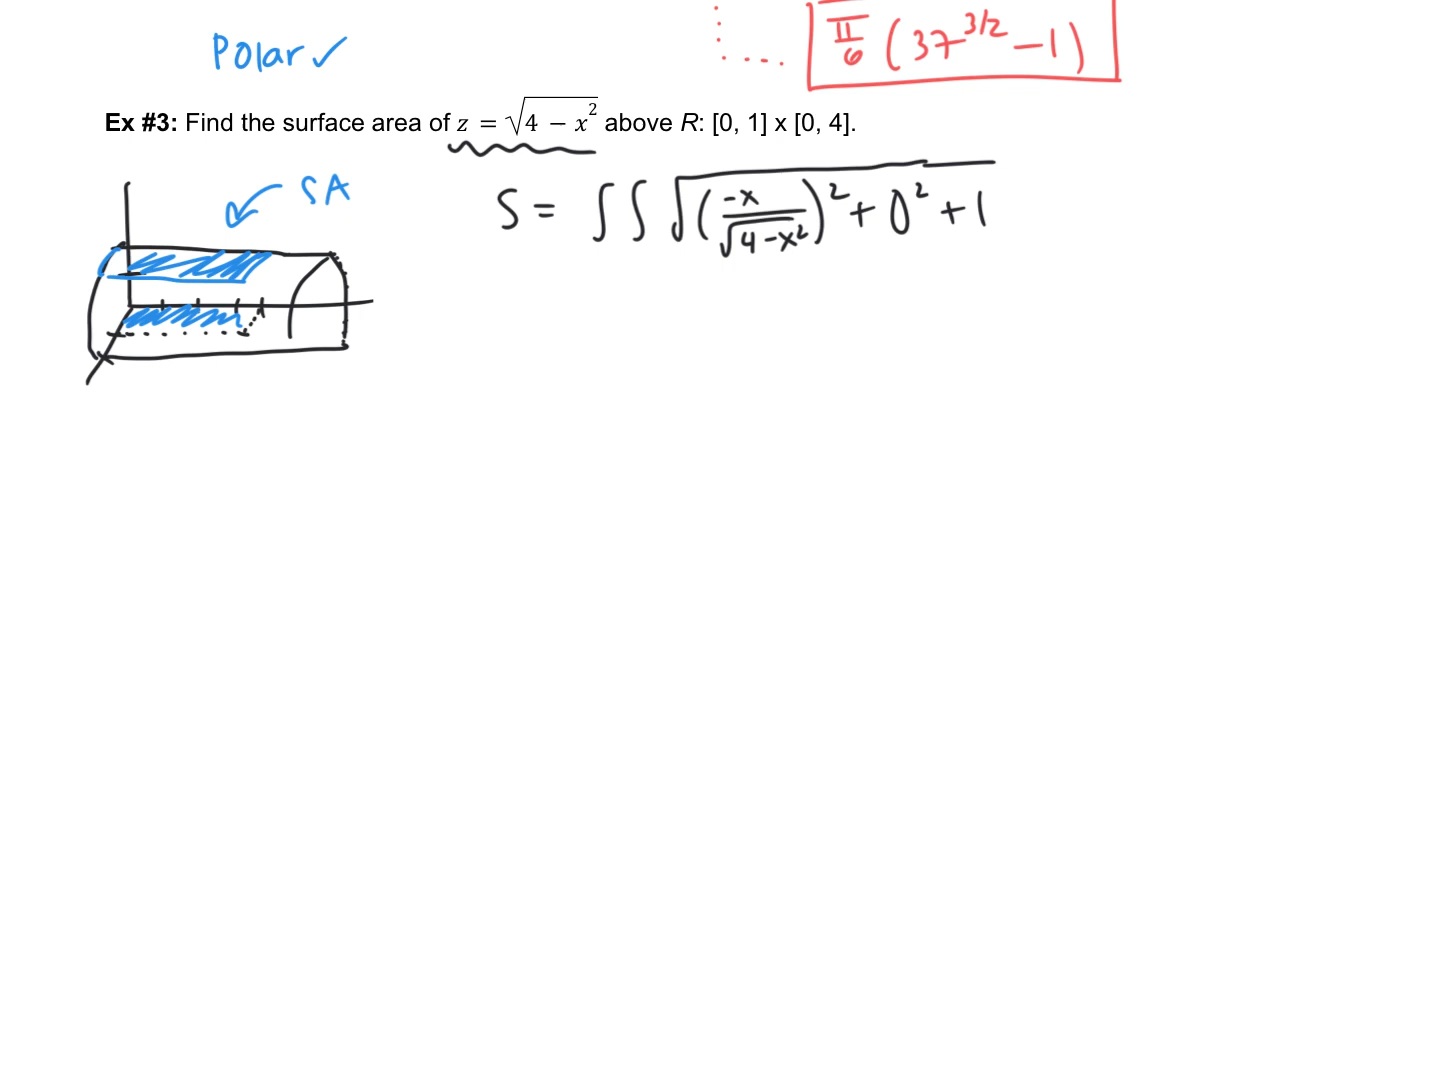 π/6 (37^{3/2} − 1)
Polar ✓
Ex #3: Find the surface area of z = √(4 − x²) above R: [0, 1] x [0, 4].
SA
S = ∫∫ √((−x/√(4−x²))² + 0² + 1)